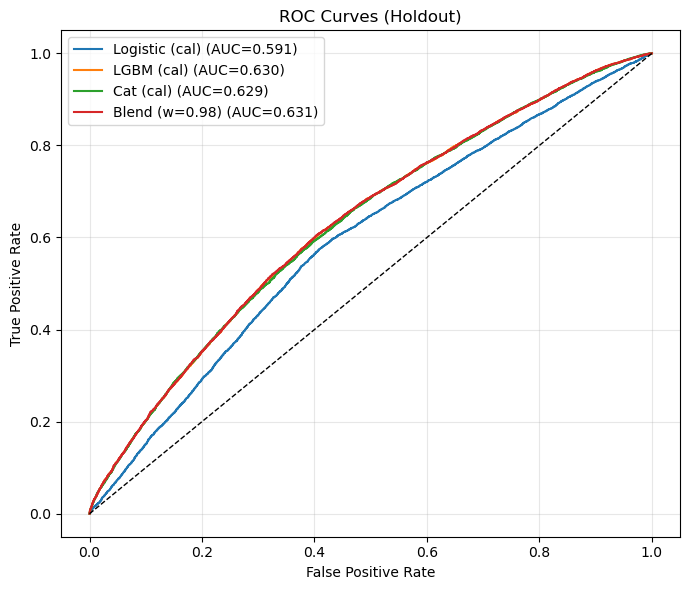 ROC Curves (Holdout)
Logistic (cal) (AUC=0.591)
LGBM (cal) (AUC=0.630)
Cat (cal) (AUC=0.629)
Blend (w=0.98) (AUC=0.631)
True Positive Rate
1.0
0.8
0.6
0.4
0.2
0.0
0.0 0.2 0.4 0.6 0.8 1.0
False Positive Rate